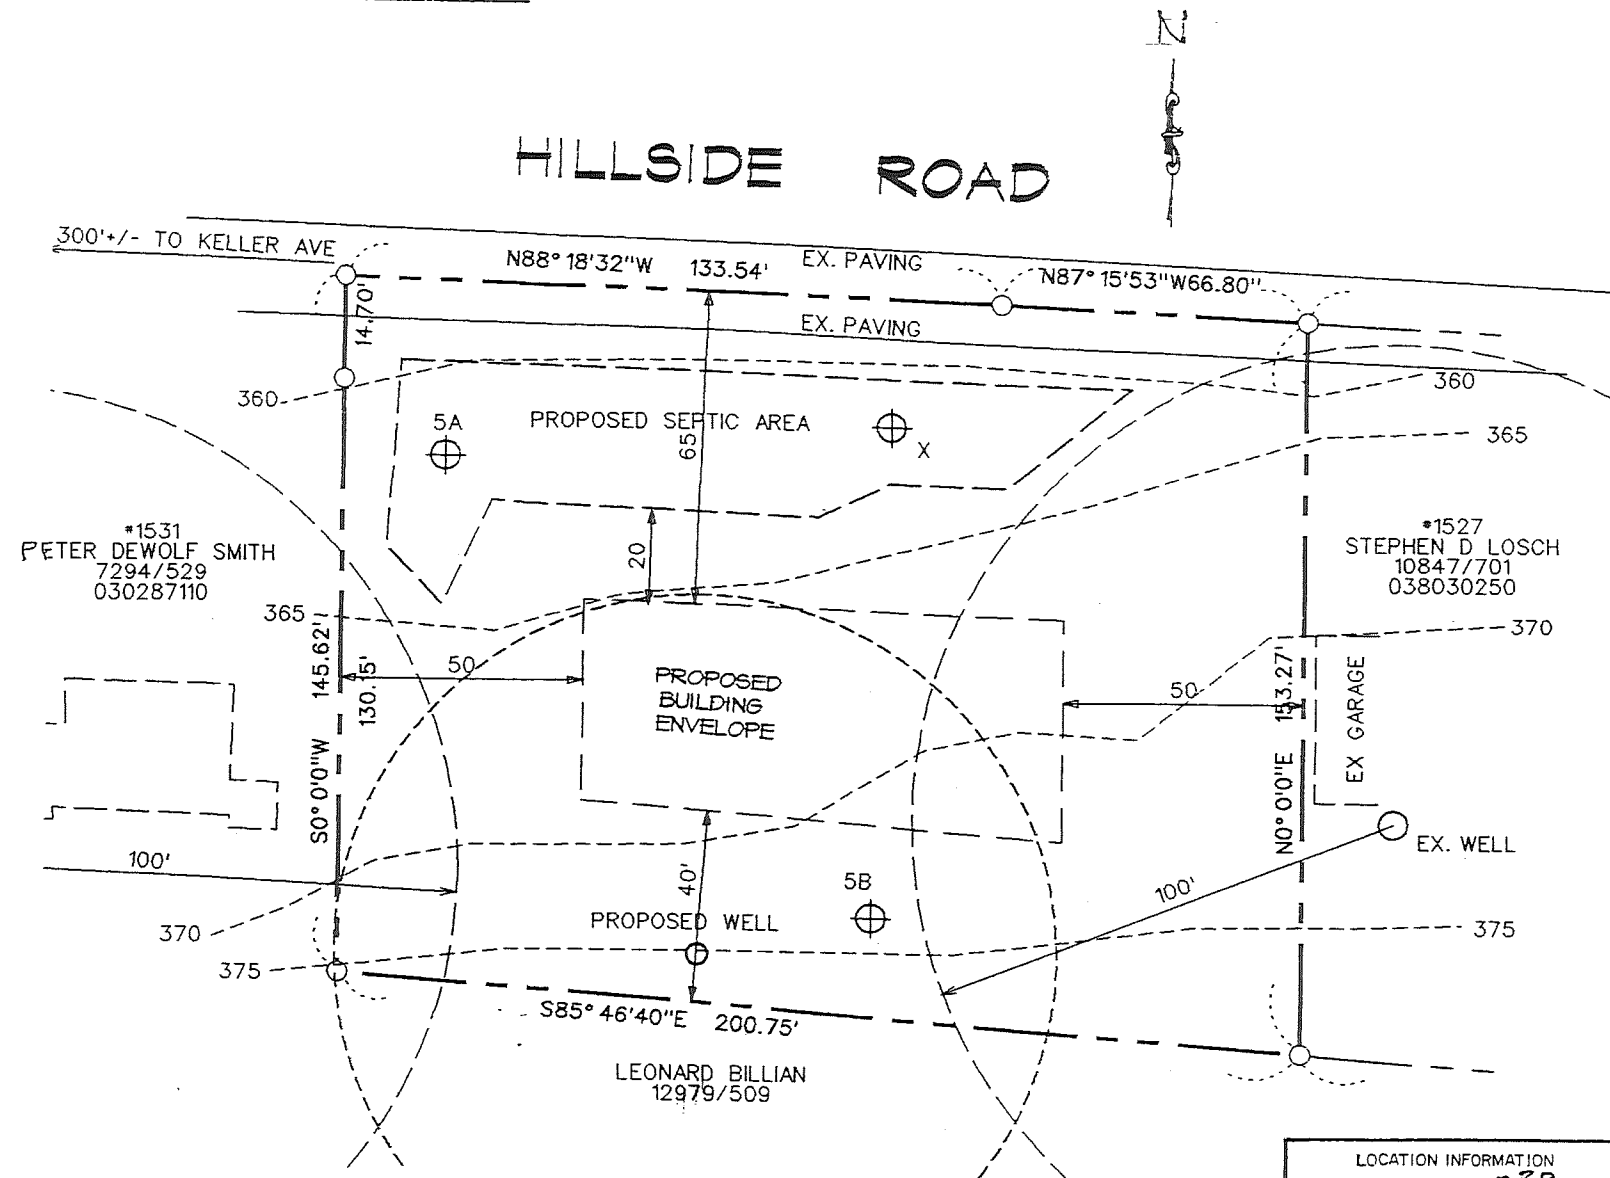 N
HILLSIDE ROAD
300'+/- TO KELLER AVE
N88° 18'32"W 133.54'
EX. PAVING
N87° 15'53"W66.80"
14.70'
EX. PAVING
360
360
5A
PROPOSED SEPTIC AREA
X
65
365
*1531
PETER DEWOLF SMITH
7294/529
030287110
20
*1527
STEPHEN D LOSCH
10847/701
038030250
365
370
S0° 0'0"W 145.62'
130.15'
50
PROPOSED
BUILDING
ENVELOPE
50
N0° 0'0"E 153.27'
EX GARAGE
100'
40'
5B
EX. WELL
100'
PROPOSED WELL
370
375
375
S85° 46'40"E 200.75'
LEONARD BILLIAN
12979/509
LOCATION INFORMATION